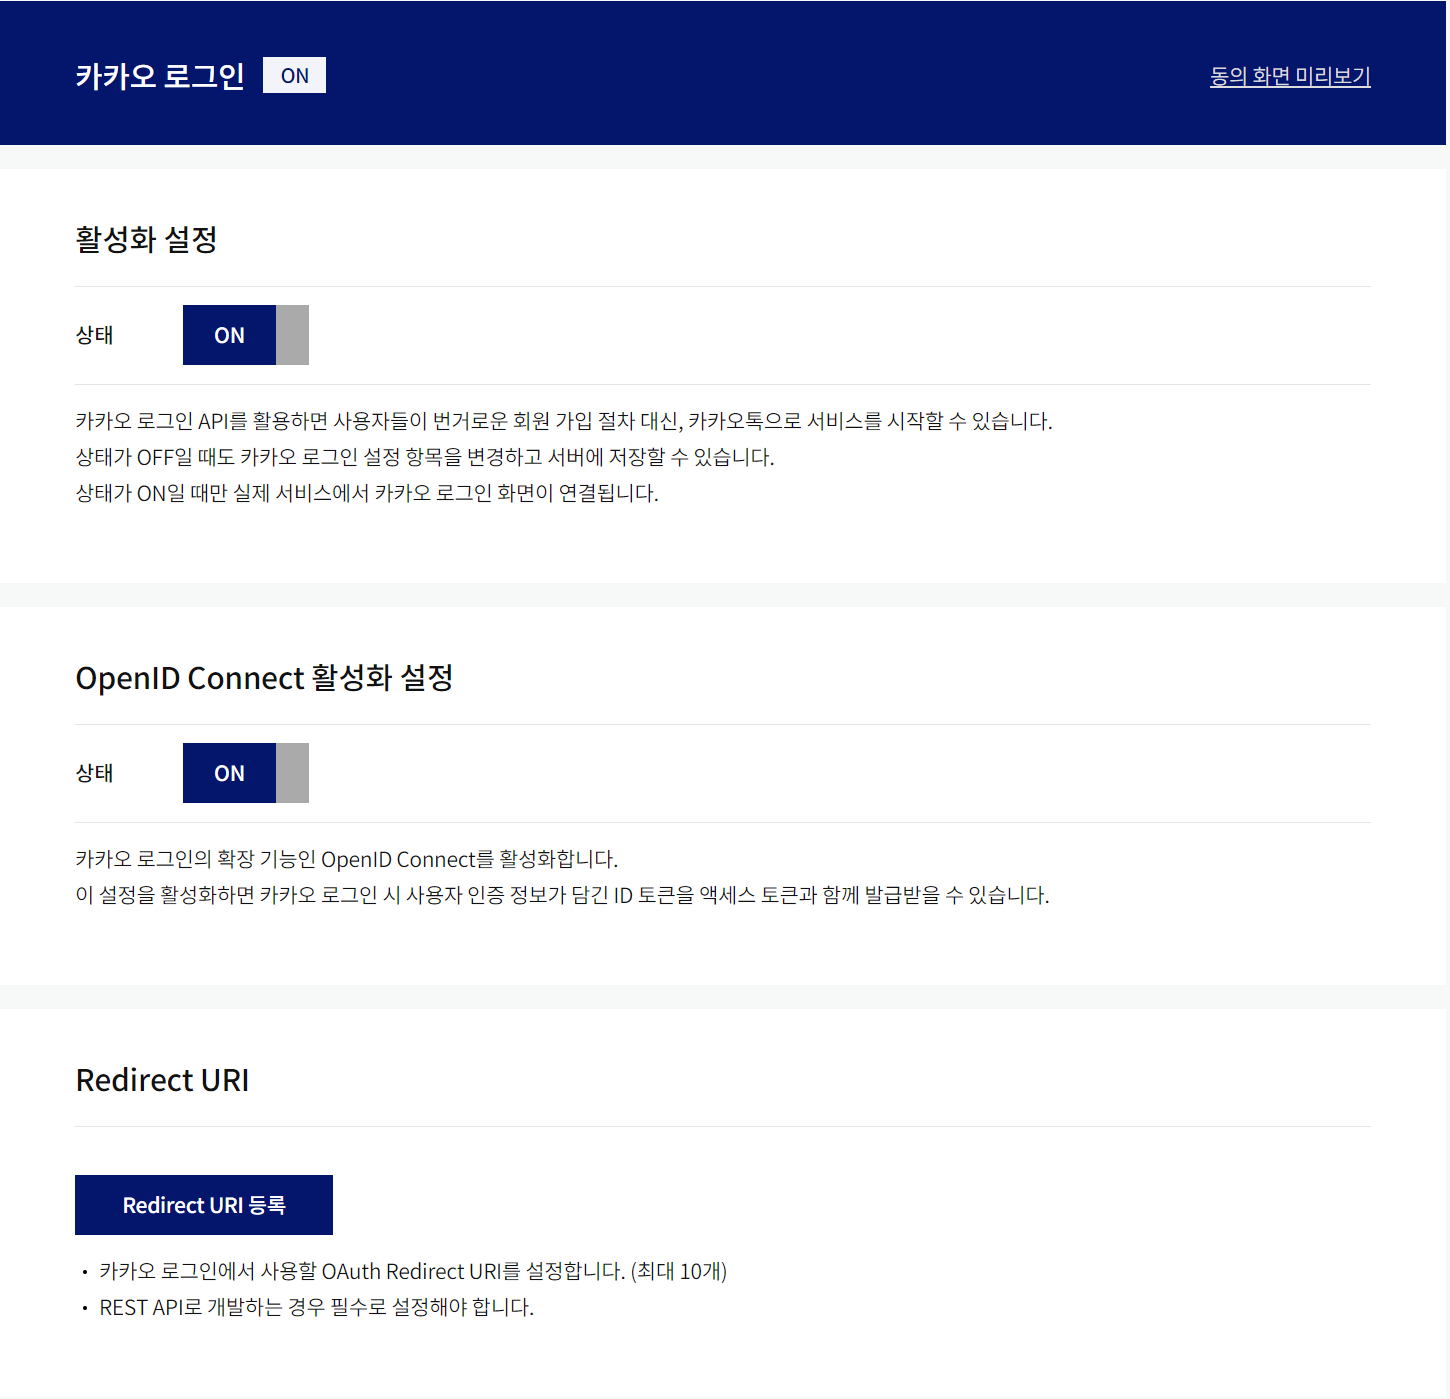 카카오 로그인 ON 동의 화면 미리보기
활성화 설정
상태 ON
카카오 로그인 API를 활용하면 사용자들이 번거로운 회원 가입 절차 대신, 카카오톡으로 서비스를 시작할 수 있습니다.
상태가 OFF일 때도 카카오 로그인 설정 항목을 변경하고 서버에 저장할 수 있습니다.
상태가 ON일 때만 실제 서비스에서 카카오 로그인 화면이 연결됩니다.
OpenID Connect 활성화 설정
상태 ON
카카오 로그인의 확장 기능인 OpenID Connect를 활성화합니다.
이 설정을 활성화하면 카카오 로그인 시 사용자 인증 정보가 담긴 ID 토큰을 액세스 토큰과 함께 발급받을 수 있습니다.
Redirect URI
Redirect URI 등록
• 카카오 로그인에서 사용할 OAuth Redirect URI를 설정합니다. (최대 10개)
• REST API로 개발하는 경우 필수로 설정해야 합니다.